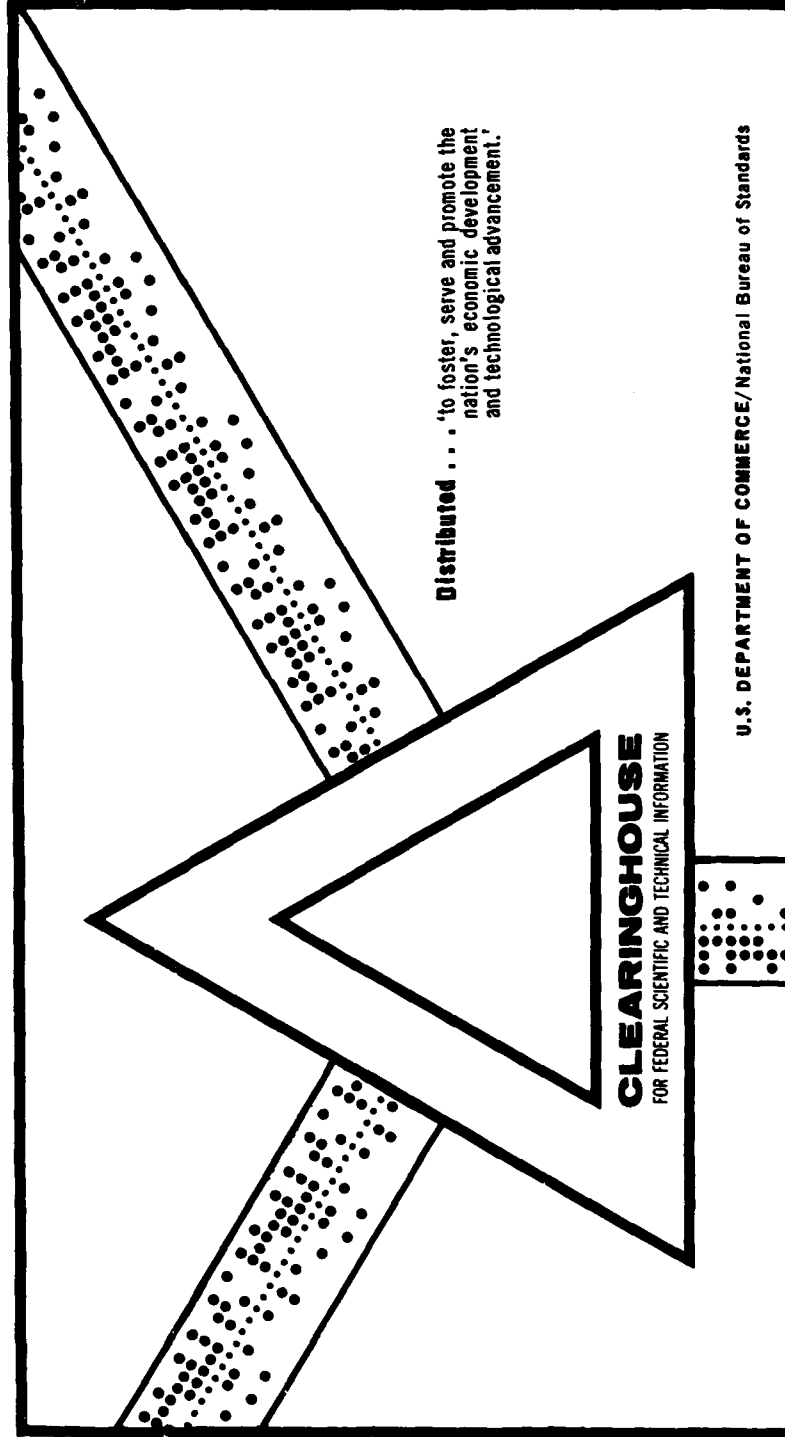 Distributed . . . 'to foster, serve and promote the
nation's economic development
and technological advancement.'
CLEARINGHOUSE
FOR FEDERAL SCIENTIFIC AND TECHNICAL INFORMATION
U.S. DEPARTMENT OF COMMERCE/National Bureau of Standards